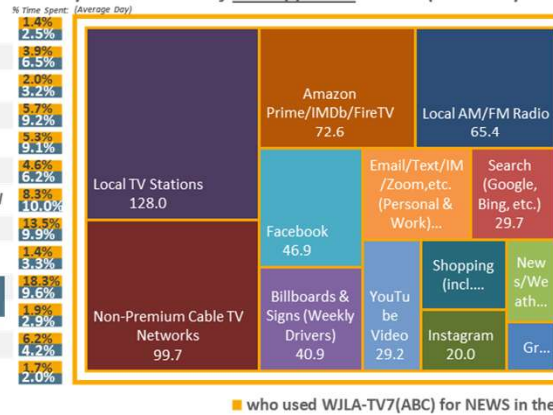 % Time Spent: (Average Day)
1.4%
2.5%
3.9%
6.5%
2.0%
3.2%
5.7%
9.2%
5.3%
9.1%
4.6%
6.2%
8.3%
10.0%
13.5%
9.9%
1.4%
3.3%
18.3%
9.6%
1.9%
2.9%
6.2%
4.2%
1.7%
2.0%
Local TV Stations
128.0
Non-Premium Cable TV
Networks
99.7
Amazon
Prime/IMDb/FireTV
72.6
Local AM/FM Radio
65.4
Facebook
46.9
Email/Text/IM
/Zoom,etc.
(Personal &
Work)...
Search
(Google,
Bing, etc.)
29.7
Billboards &
Signs (Weekly
Drivers)
40.9
YouTu
be
Video
29.2
Shopping
(incl....
New
s/We
ath...
Instagram
20.0
Gr...
who used WJLA-TV7(ABC) for NEWS in the